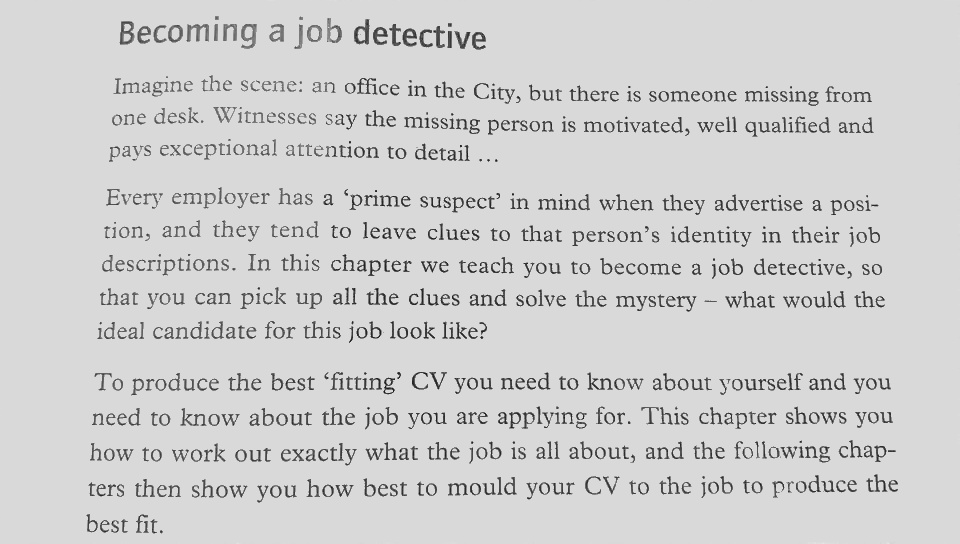 Becoming a job detective
Imagine the scene: an office in the City, but there is someone missing from
one desk. Witnesses say the missing person is motivated, well qualified and
pays exceptional attention to detail …
Every employer has a ‘prime suspect’ in mind when they advertise a posi-
tion, and they tend to leave clues to that person’s identity in their job
descriptions. In this chapter we teach you to become a job detective, so
that you can pick up all the clues and solve the mystery – what would the
ideal candidate for this job look like?
To produce the best ‘fitting’ CV you need to know about yourself and you
need to know about the job you are applying for. This chapter shows you
how to work out exactly what the job is all about, and the following chap-
ters then show you how best to mould your CV to the job to produce the
best fit.